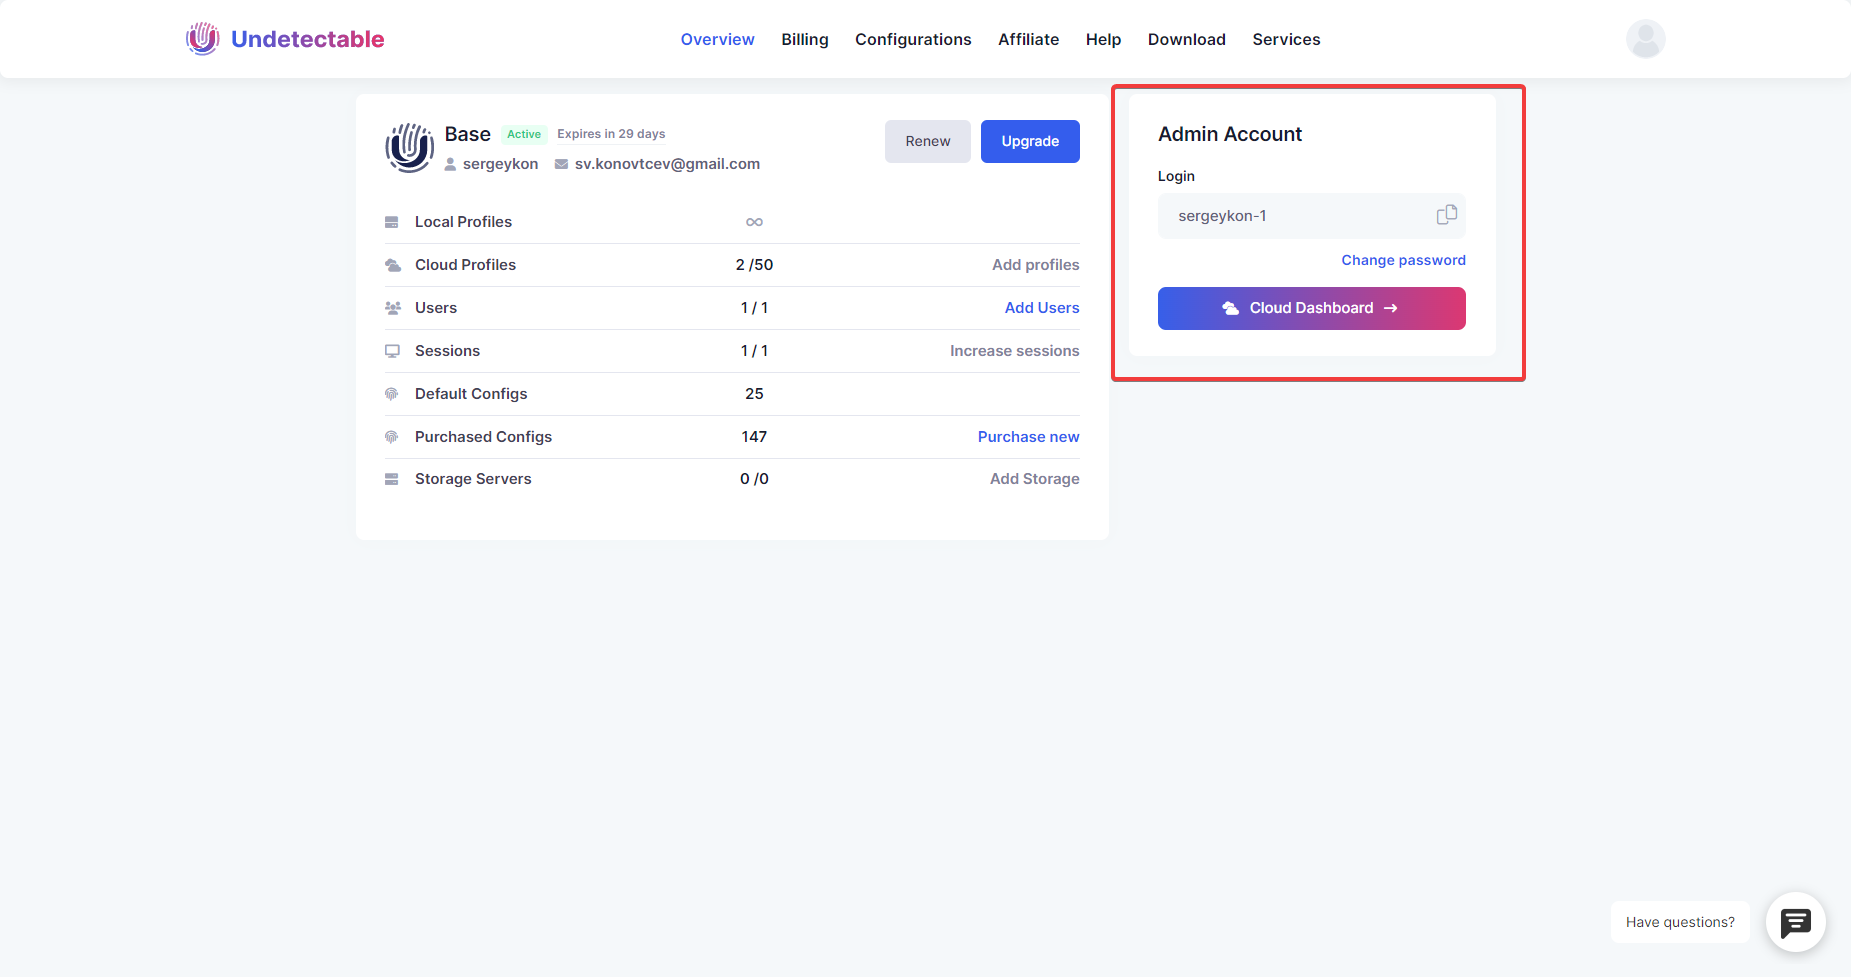 Undetectable
Overview Billing Configurations Affiliate Help Download Services
Base Active Expires in 29 days
sergeykon sv.konovtcev@gmail.com
Renew Upgrade
Local Profiles ∞
Cloud Profiles 2 /50 Add profiles
Users 1 / 1 Add Users
Sessions 1 / 1 Increase sessions
Default Configs 25
Purchased Configs 147 Purchase new
Storage Servers 0 /0 Add Storage
Admin Account
Login
sergeykon-1
Change password
Cloud Dashboard →
Have questions?